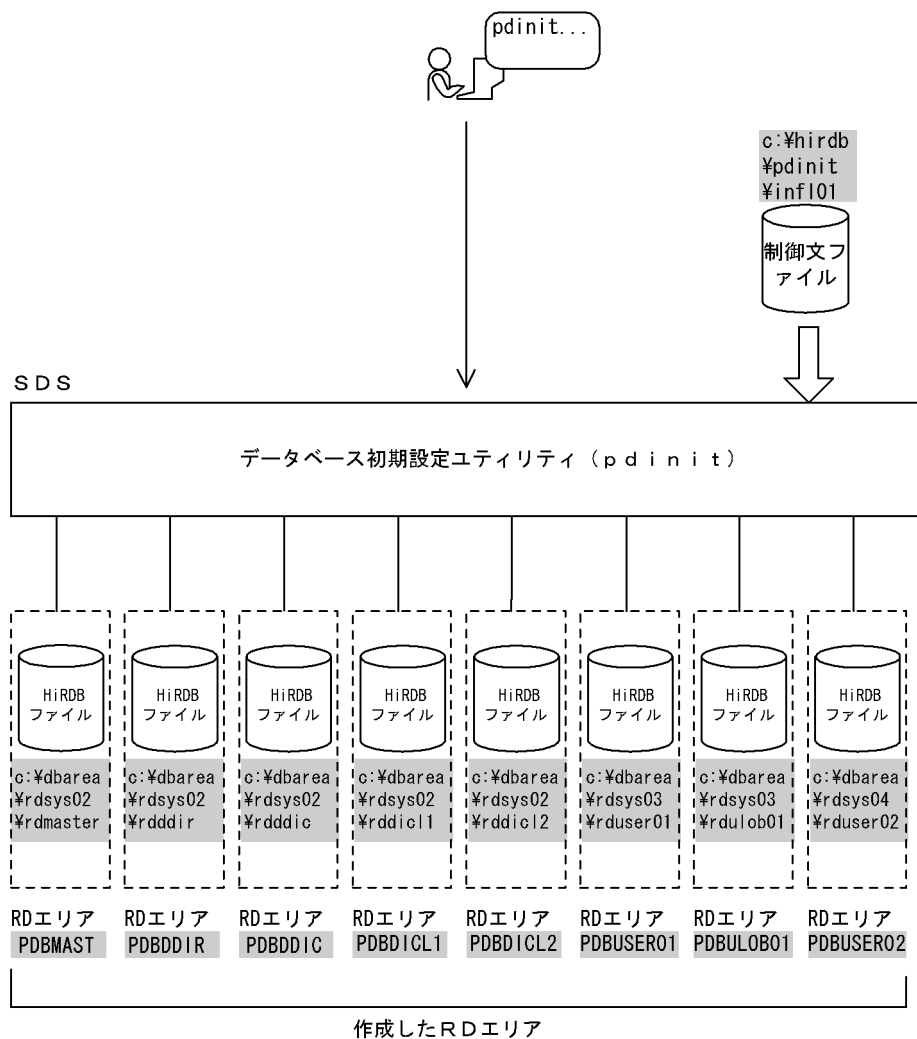 pdinit...
c:¥hirdb
¥pdinit
¥infl01
制御文フ
ァイル
ＳＤＳ
データベース初期設定ユティリティ（ｐｄｉｎｉｔ）
HiRDB
ファイル
HiRDB
ファイル
HiRDB
ファイル
HiRDB
ファイル
HiRDB
ファイル
HiRDB
ファイル
HiRDB
ファイル
HiRDB
ファイル
c:¥dbarea
¥rdsys02
¥rdmaster
c:¥dbarea
¥rdsys02
¥rdddir
c:¥dbarea
¥rdsys02
¥rdddic
c:¥dbarea
¥rdsys02
¥rddicl1
c:¥dbarea
¥rdsys02
¥rddicl2
c:¥dbarea
¥rdsys03
¥rduser01
c:¥dbarea
¥rdsys03
¥rdulob01
c:¥dbarea
¥rdsys04
¥rduser02
RDエリア
PDBMAST
RDエリア
PDBDDIR
RDエリア
PDBDDIC
RDエリア
PDBDICL1
RDエリア
PDBDICL2
RDエリア
PDBUSER01
RDエリア
PDBULOB01
RDエリア
PDBUSER02
作成したＲＤエリア